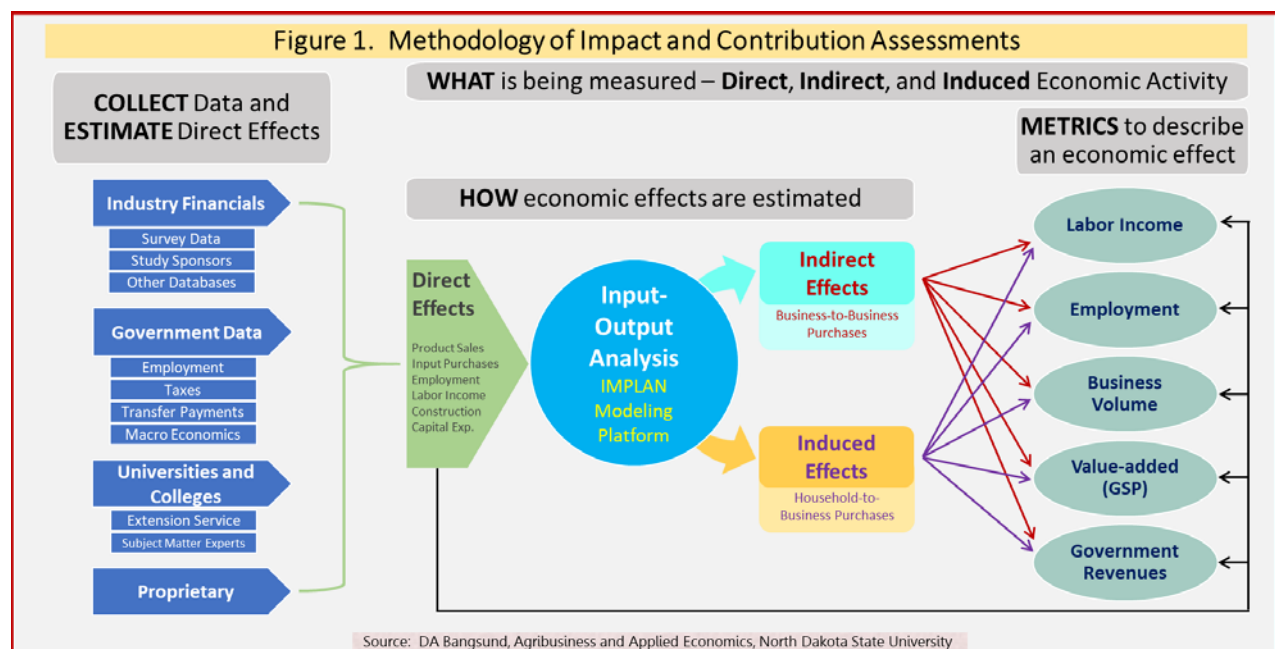 Figure 1. Methodology of Impact and Contribution Assessments
COLLECT Data and
ESTIMATE Direct Effects
WHAT is being measured – Direct, Indirect, and Induced Economic Activity
METRICS to describe
an economic effect
HOW economic effects are estimated
Industry Financials
Survey Data
Study Sponsors
Other Databases
Government Data
Employment
Taxes
Transfer Payments
Macro Economics
Universities and
Colleges
Extension Service
Subject Matter Experts
Proprietary
Direct
Effects
Product Sales
Input Purchases
Employment
Labor Income
Construction
Capital Exp.
Input-
Output
Analysis
IMPLAN
Modeling
Platform
Indirect
Effects
Business-to-Business
Purchases
Induced
Effects
Household-to-
Business Purchases
Labor Income
Employment
Business
Volume
Value-added
(GSP)
Government
Revenues
Source: DA Bangsund, Agribusiness and Applied Economics, North Dakota State University